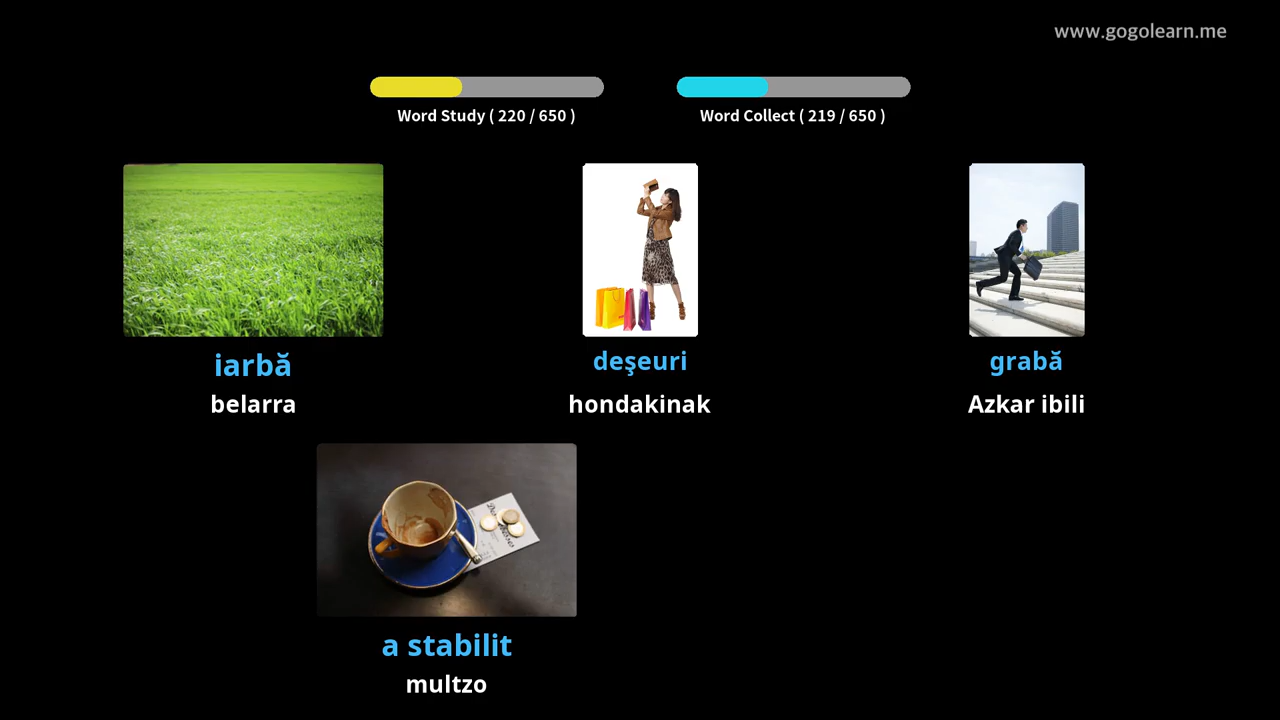 www.gogolearn.me
Word Study ( 220 / 650 )
Word Collect ( 219 / 650 )
iarbă
deşeuri
grabă
belarra
hondakinak
Azkar ibili
a stabilit
multzo